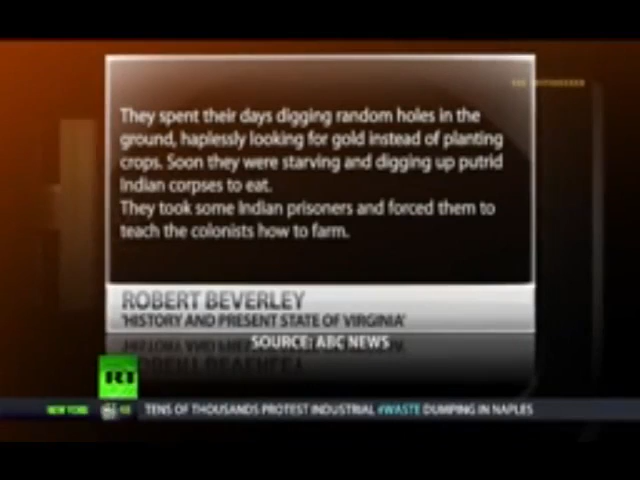 They spent their days digging random holes in the
ground, haplessly looking for gold instead of planting
crops. Soon they were starving and digging up putrid
Indian corpses to eat.
They took some Indian prisoners and forced them to
teach the colonists how to farm.
ROBERT BEVERLEY
'HISTORY AND PRESENT STATE OF VIRGINIA'
SOURCE: ABC NEWS
RT
NEW YORK
TENS OF THOUSANDS PROTEST INDUSTRIAL #WASTE DUMPING IN NAPLES